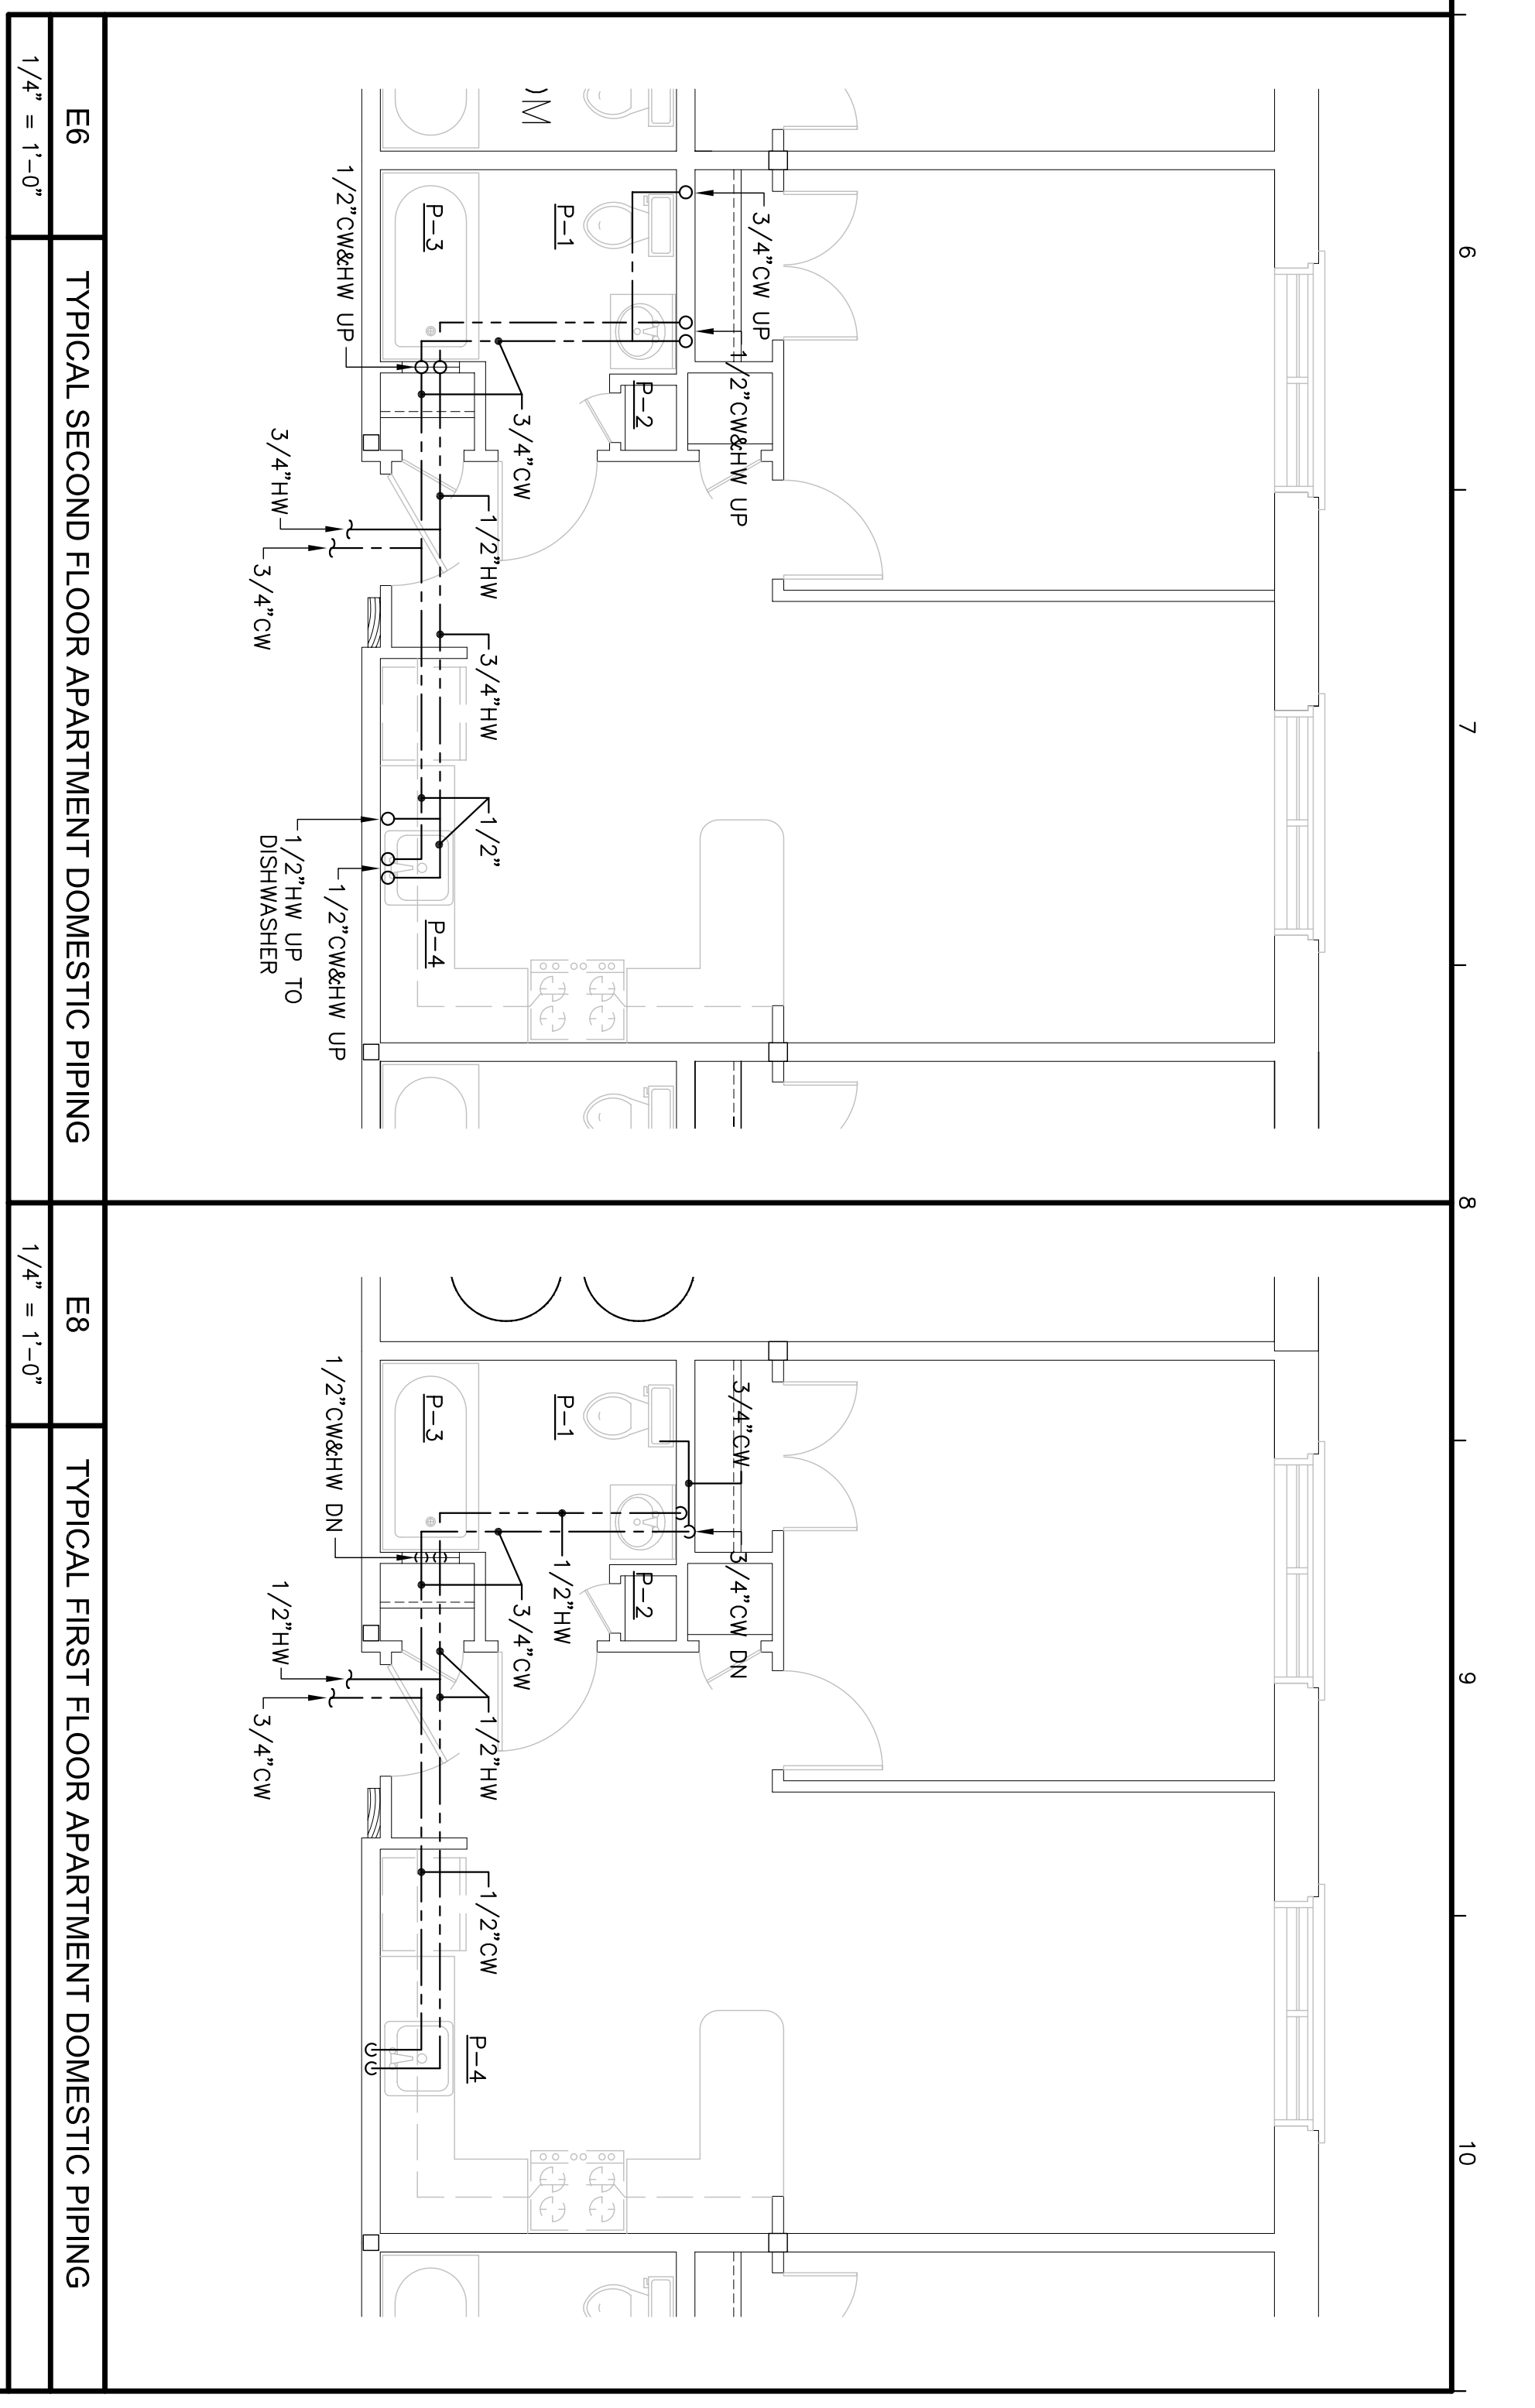 6
7
8
9
10
OM
3/4"CW UP
1/2"CW&HW UP
P-1
P-2
P-3
3/4"CW
1/2"HW
3/4"HW
1/2"
P-4
1/2"CW&HW UP
3/4"HW
3/4"CW
1/2"CW&HW UP
1/2"HW UP TO
DISHWASHER
E6
TYPICAL SECOND FLOOR APARTMENT DOMESTIC PIPING
1/4" = 1'-0"
3/4"CW
3/4"CW DN
P-1
P-2
P-3
1/2"HW
3/4"CW
1/2"HW
1/2"CW
P-4
1/2"CW&HW DN
1/2"HW
3/4"CW
E8
TYPICAL FIRST FLOOR APARTMENT DOMESTIC PIPING
1/4" = 1'-0"